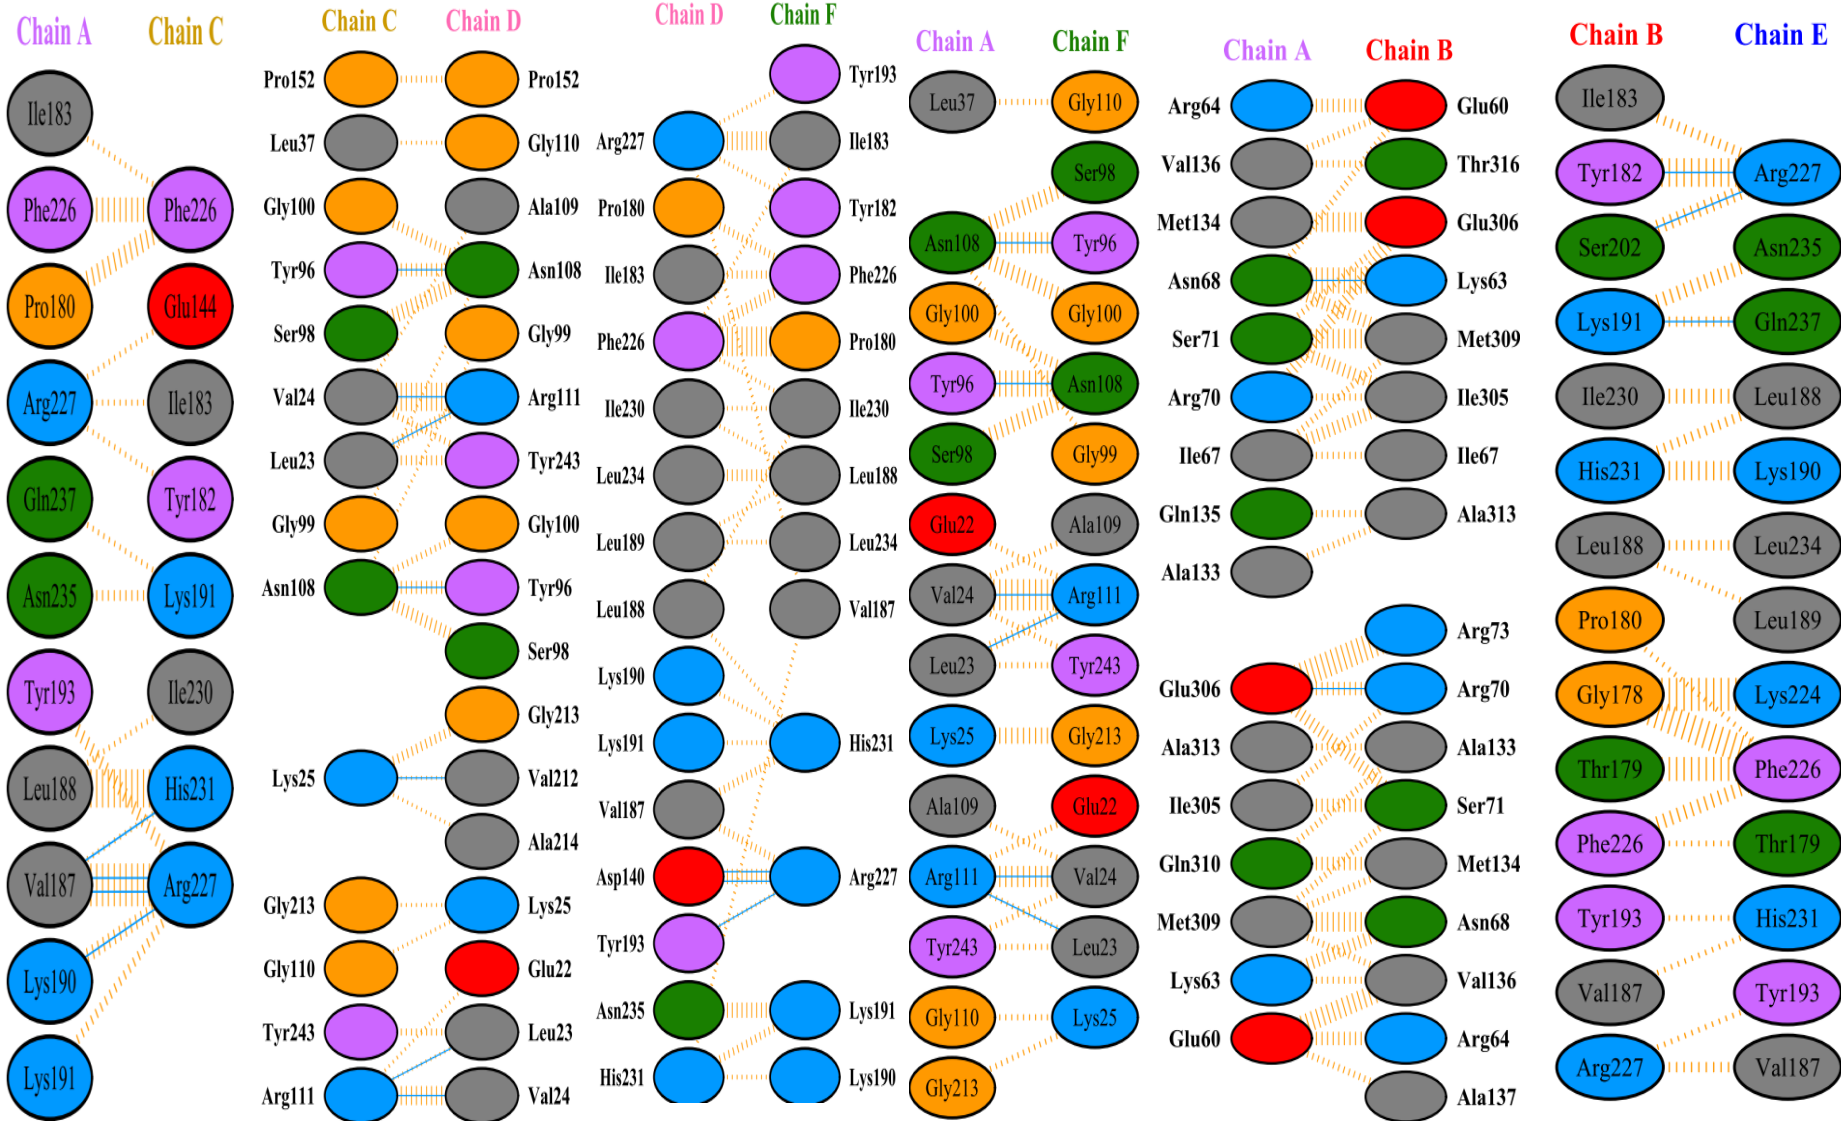 Chain A Chain C
Ile183
Phe226 Phe226
Pro180 Glu144
Arg227 Ile183
Gln237 Tyr182
Asn235 Lys191
Tyr193 Ile230
Leu188 His231
Val187 Arg227
Lys190
Lys191
Chain C Chain D
Pro152 Pro152
Leu37 Gly110
Gly100 Ala109
Tyr96 Asn108
Ser98 Gly99
Val24 Arg111
Leu23 Tyr243
Gly99 Gly100
Asn108 Tyr96
Ser98
Gly213
Lys25 Val212
Ala214
Gly213 Lys25
Gly110 Glu22
Tyr243 Leu23
Arg111 Val24
Chain D Chain F
Tyr193
Arg227 Ile183
Pro180 Tyr182
Ile183 Phe226
Phe226 Pro180
Ile230 Ile230
Leu234 Leu188
Leu189 Leu234
Leu188 Val187
Lys190
Lys191 His231
Val187
Asp140 Arg227
Tyr193
Asn235 Lys191
His231 Lys190
Chain A Chain F
Leu37 Gly110
Ser98
Asn108 Tyr96
Gly100 Gly100
Tyr96 Asn108
Ser98 Gly99
Glu22 Ala109
Val24 Arg111
Leu23 Tyr243
Lys25 Gly213
Ala109 Glu22
Arg111 Val24
Tyr243 Leu23
Gly110 Lys25
Gly213
Chain A Chain B
Arg64 Glu60
Val136 Thr316
Met134 Glu306
Asn68 Lys63
Ser71 Met309
Arg70 Ile305
Ile67 Ile67
Gln135 Ala313
Ala133
Arg73
Glu306 Arg70
Ala313 Ala133
Ile305 Ser71
Gln310 Met134
Met309 Asn68
Lys63 Val136
Glu60 Arg64
Ala137
Chain B Chain E
Ile183
Tyr182 Arg227
Ser202 Asn235
Lys191 Gln237
Ile230 Leu188
His231 Lys190
Leu188 Leu234
Pro180 Leu189
Gly178 Lys224
Thr179 Phe226
Phe226 Thr179
Tyr193 His231
Val187 Tyr193
Arg227 Val187